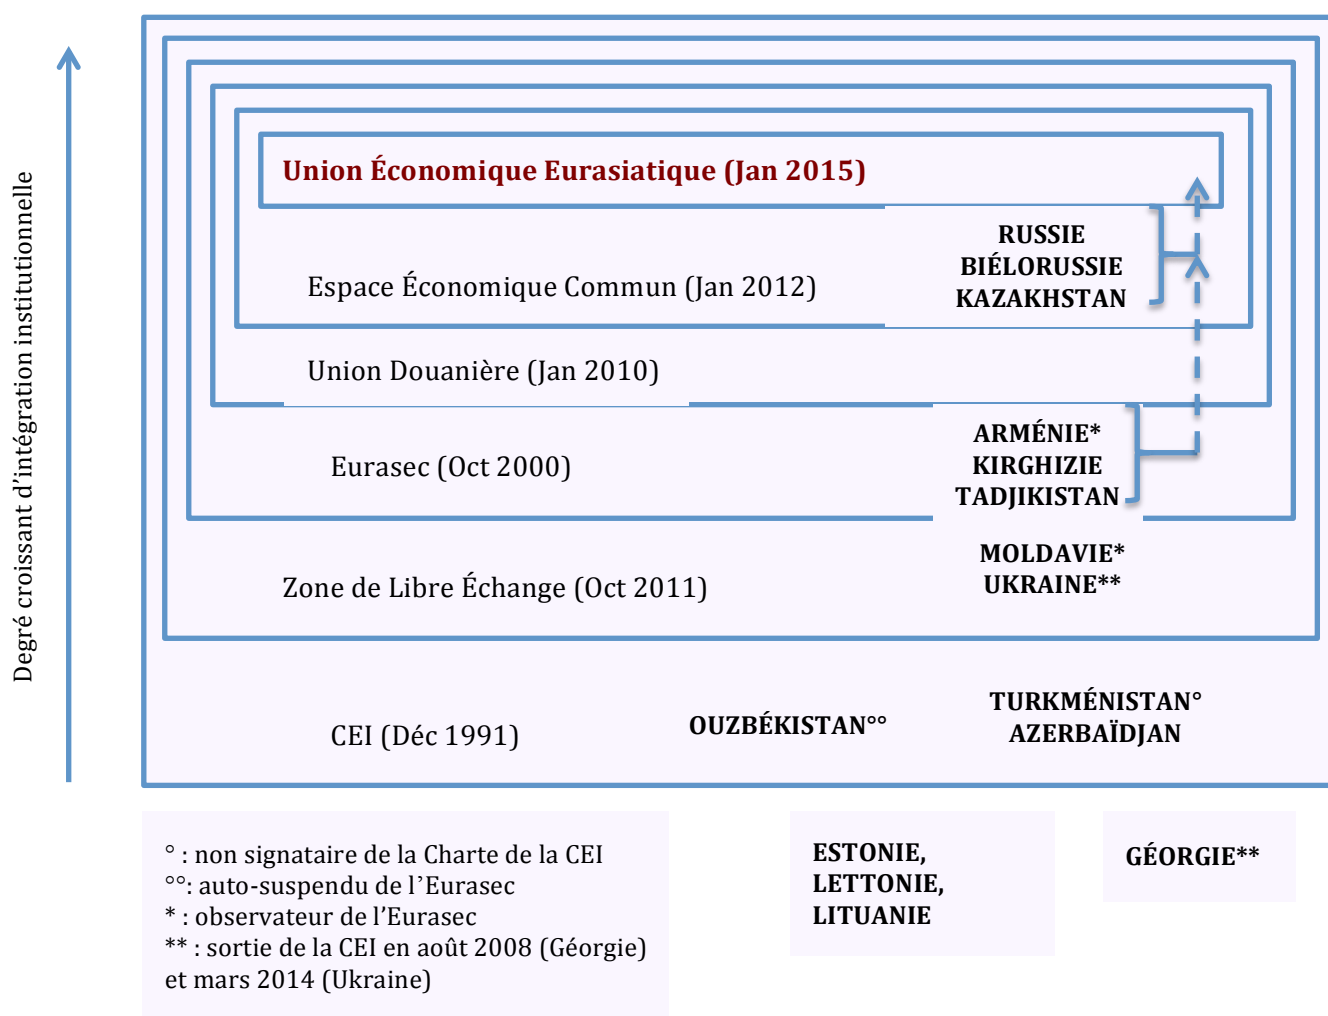 Degré croissant d’intégration institutionnelle
Union Économique Eurasiatique (Jan 2015)
RUSSIE
BIÉLORUSSIE
KAZAKHSTAN
Espace Économique Commun (Jan 2012)
Union Douanière (Jan 2010)
ARMÉNIE*
KIRGHIZIE
TADJIKISTAN
Eurasec (Oct 2000)
MOLDAVIE*
UKRAINE**
Zone de Libre Échange (Oct 2011)
TURKMÉNISTAN°
AZERBAÏDJAN
OUZBÉKISTAN°°
CEI (Déc 1991)
° : non signataire de la Charte de la CEI
°°: auto-suspendu de l’Eurasec
* : observateur de l’Eurasec
** : sortie de la CEI en août 2008 (Géorgie)
et mars 2014 (Ukraine)
ESTONIE,
LETTONIE,
LITUANIE
GÉORGIE**